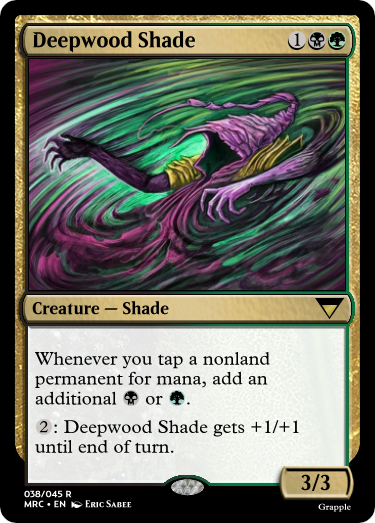 Deepwood Shade 1
Creature — Shade
Whenever you tap a nonland
permanent for mana, add an
additional or .
2 : Deepwood Shade gets +1/+1
until end of turn.
3/3
038/045 R
MRC • EN Eric Sabee
Grapple